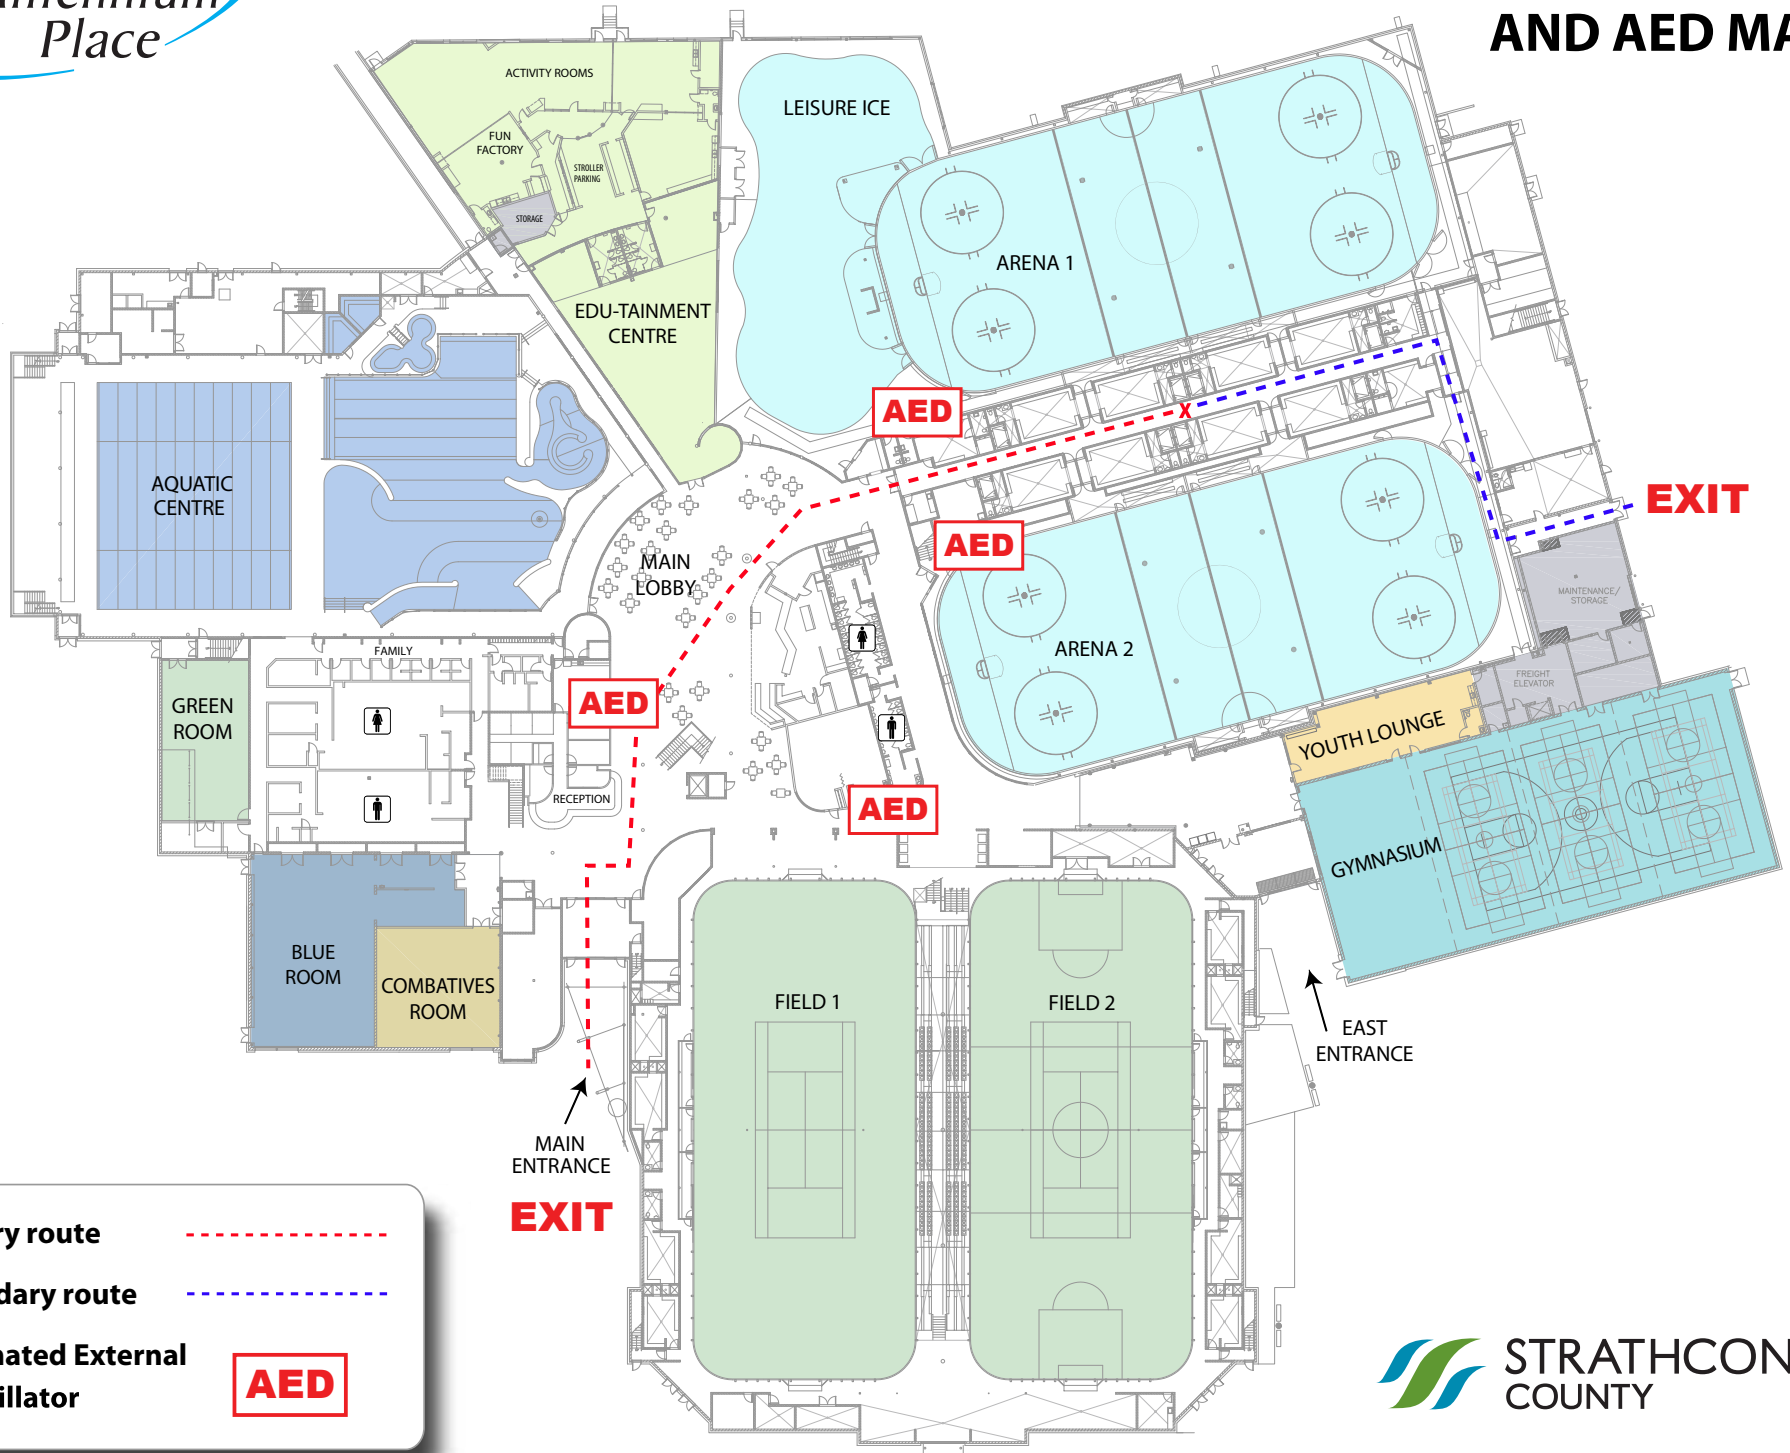 Place
AND AED MA
ACTIVITY ROOMS
FUN
FACTORY
STROLLER
PARKING
STORAGE
LEISURE ICE
ARENA 1
EDU-TAINMENT
CENTRE
AED
X
AQUATIC
CENTRE
EXIT
MAIN
LOBBY
AED
MAINTENANCE/
STORAGE
ARENA 2
FAMILY
FREIGHT
ELEVATOR
GREEN
ROOM
AED
YOUTH LOUNGE
RECEPTION
AED
GYMNASIUM
BLUE
ROOM
COMBATIVES
ROOM
FIELD 1
FIELD 2
EAST
ENTRANCE
MAIN
ENTRANCE
EXIT
ry route
dary route
nated External
illator
AED
STRATHCON
COUNTY